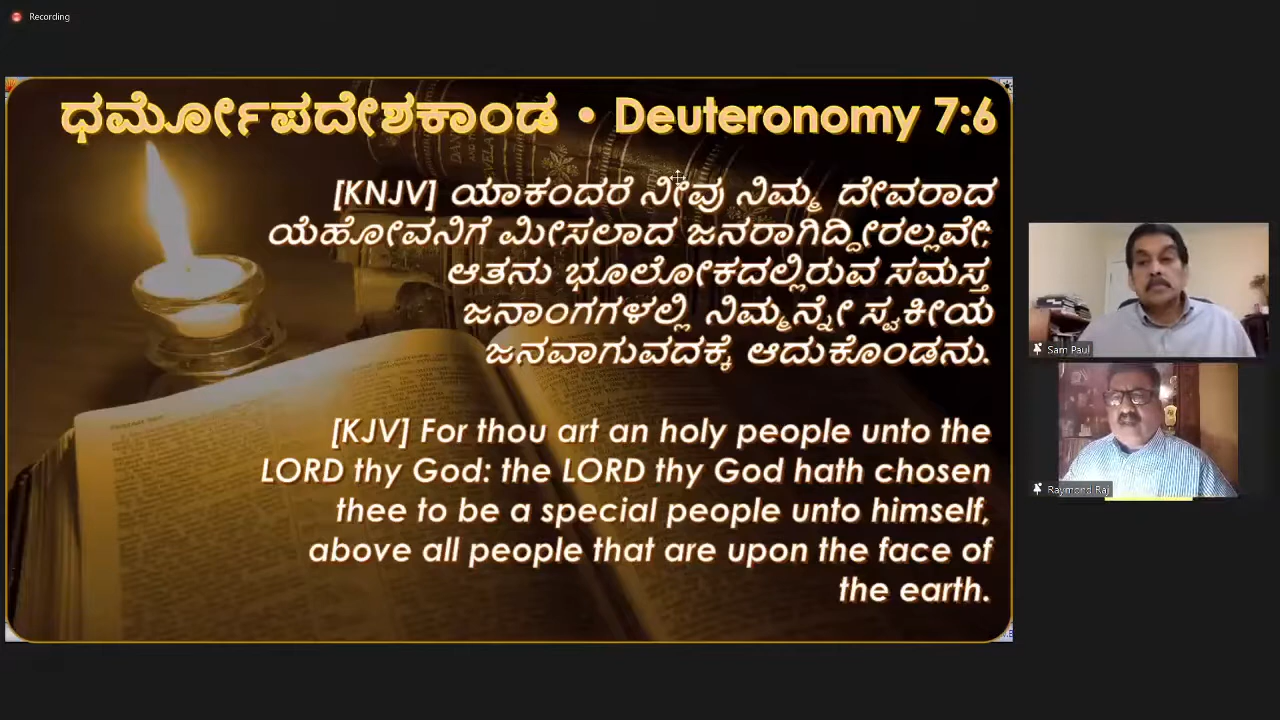 Recording
ಧರ್ಮೋಪದೇಶಕಾಂಡ • Deuteronomy 7:6
[KNJV] ಯಾಕಂದರೆ ನೀವು ನಿಮ್ಮ ದೇವರಾದ
ಯೆಹೋವನಿಗೆ ಮೀಸಲಾದ ಜನರಾಗಿದ್ದೀರಲ್ಲವೇ;
ಆತನು ಭೂಲೋಕದಲ್ಲಿರುವ ಸಮಸ್ತ
ಜನಾಂಗಗಳಲ್ಲಿ ನಿಮ್ಮನ್ನೇ ಸ್ವಕೀಯ
ಜನವಾಗುವದಕ್ಕೆ ಆದುಕೊಂಡನು.
[KJV] For thou art an holy people unto the
LORD thy God: the LORD thy God hath chosen
thee to be a special people unto himself,
above all people that are upon the face of
the earth.
Sam Paul
Raymond Raj